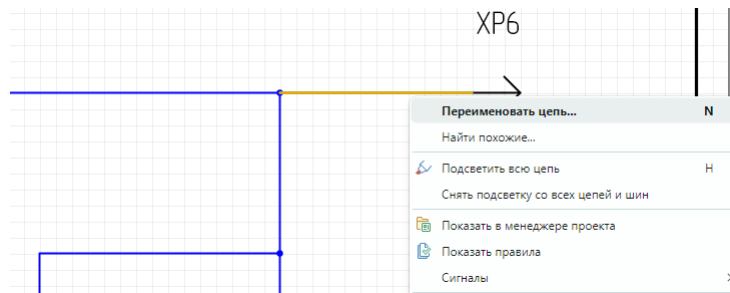 XP6
Переименовать цепь... N
Найти похожие...
Подсветить всю цепь H
Снять подсветку со всех цепей и шин
Показать в менеджере проекта
Показать правила
Сигналы